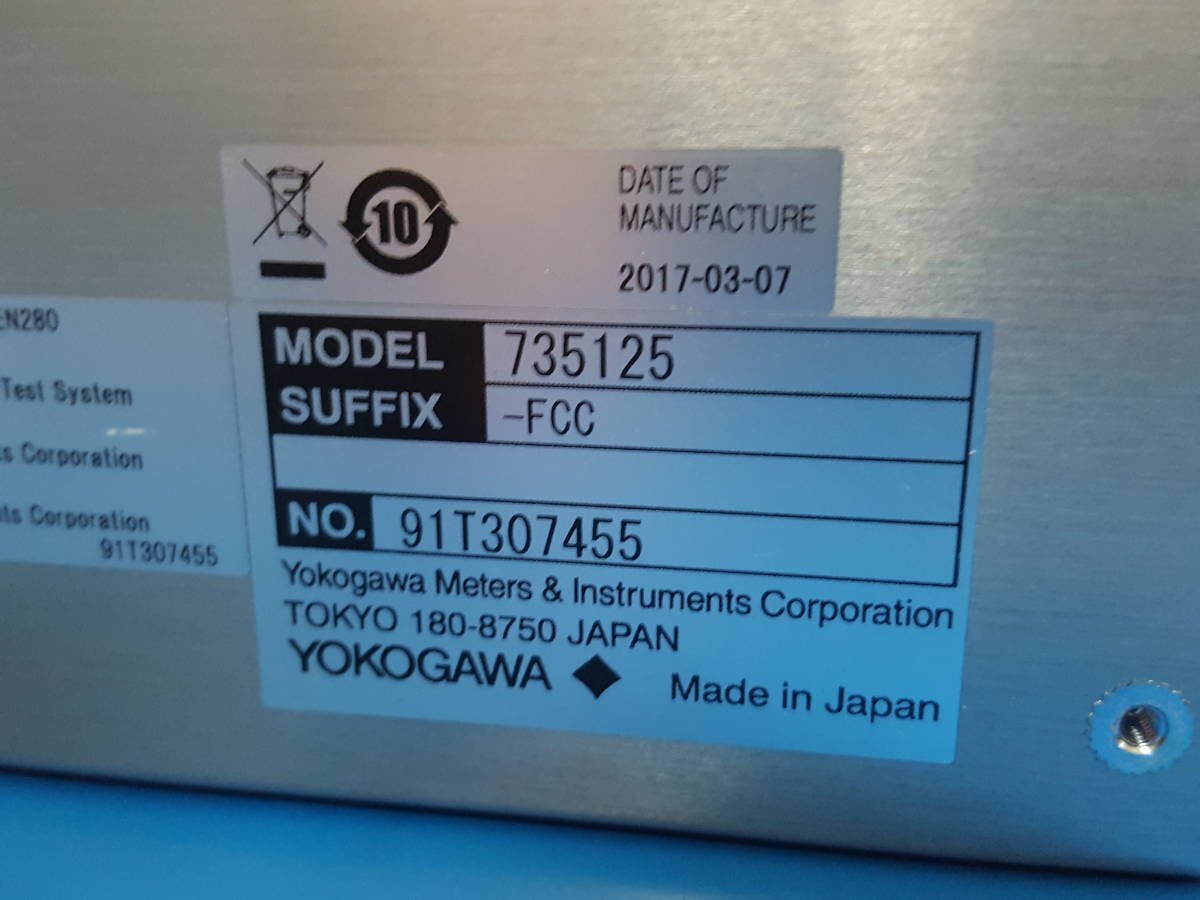 10
DATE OF
MANUFACTURE
2017-03-07
EN280
Test System
ts Corporation
nts Corporation
91T307455
MODEL 735125
SUFFIX -FCC
NO. 91T307455
Yokogawa Meters & Instruments Corporation
TOKYO 180-8750 JAPAN
YOKOGAWA
Made in Japan